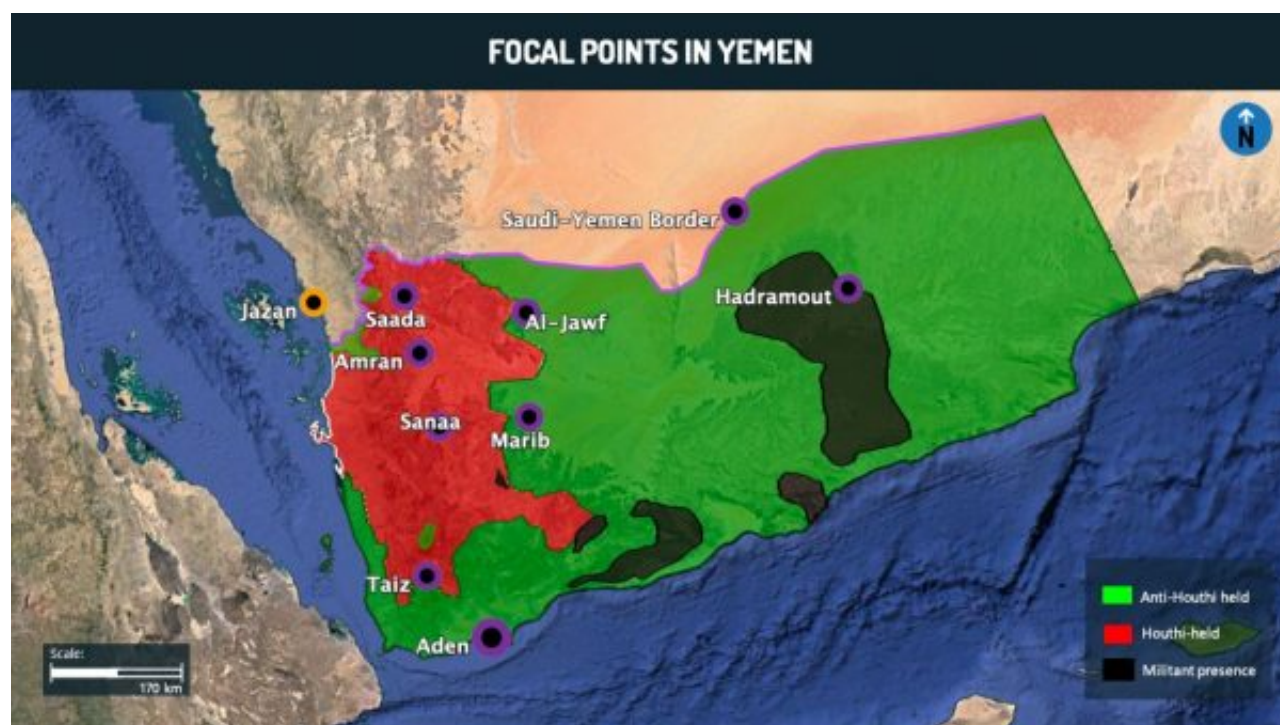 FOCAL POINTS IN YEMEN
N
Saudi-Yemen Border
Hadramout
Jazan
Saada
Al-Jawf
Amran
Sanaa
Marib
Taiz
Aden
Scale:
170 km
Anti-Houthi held
Houthi-held
Militant presence